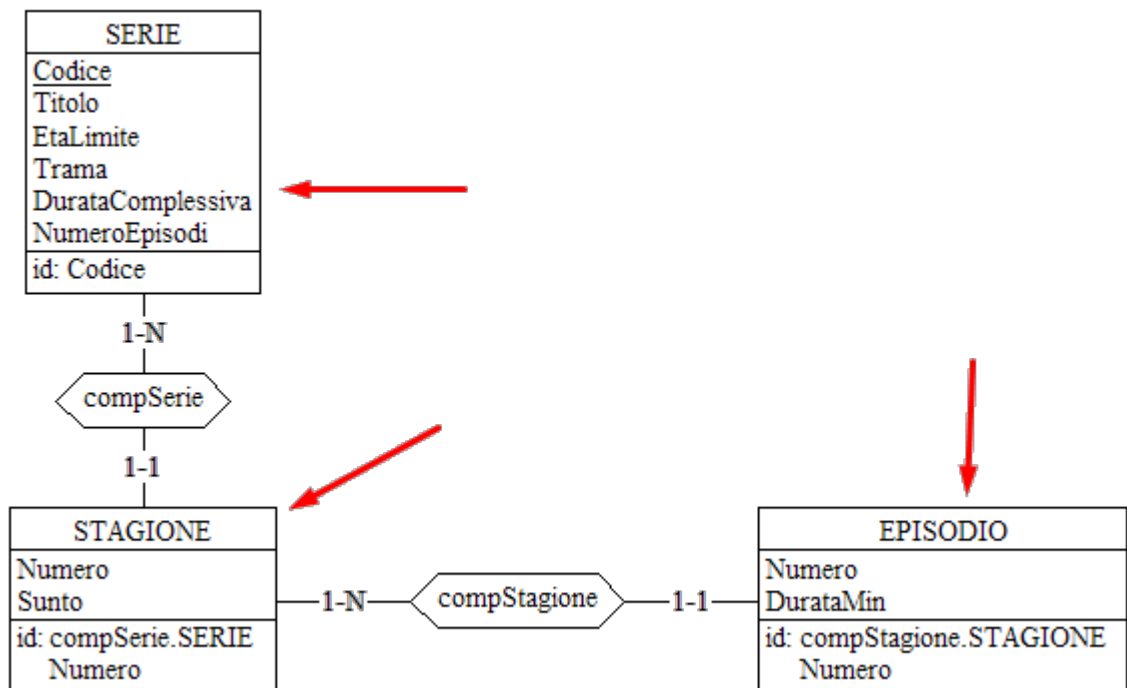 SERIE
Codice
Titolo
EtaLimite
Trama
DurataComplessiva
NumeroEpisodi
id: Codice
1-N
compSerie
1-1
STAGIONE
Numero
Sunto
id: compSerie.SERIE
Numero
1-N
compStagione
1-1
EPISODIO
Numero
DurataMin
id: compStagione.STAGIONE
Numero